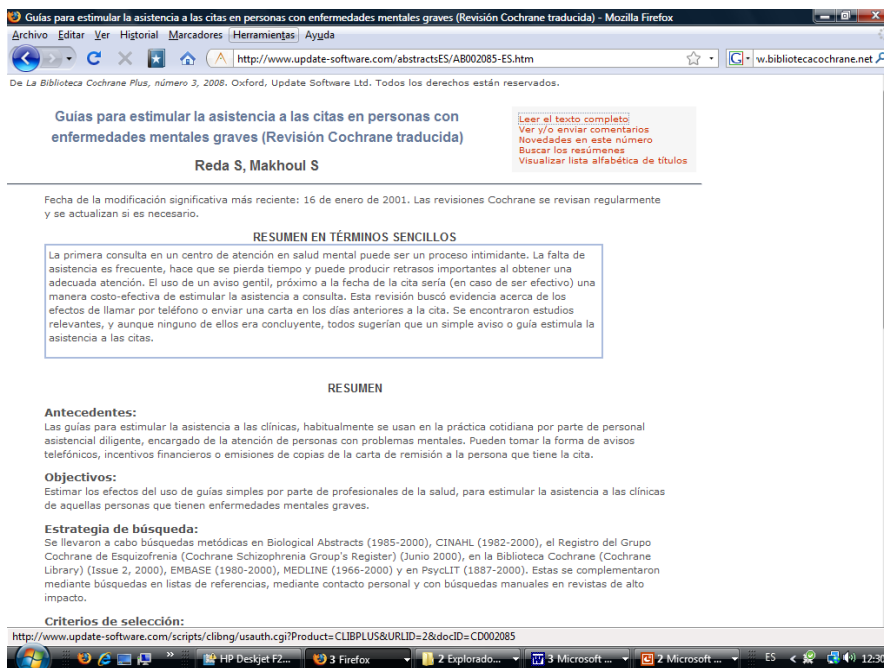 Guías para estimular la asistencia a las citas en personas con enfermedades mentales graves (Revisión Cochrane traducida) - Mozilla Firefox
Archivo Editar Ver Historial Marcadores Herramientas Ayuda
http://www.update-software.com/abstractsES/AB002085-ES.htm
w.bibliotecacochrane.net
De La Biblioteca Cochrane Plus, número 3, 2008. Oxford, Update Software Ltd. Todos los derechos están reservados.
Guías para estimular la asistencia a las citas en personas con
enfermedades mentales graves (Revisión Cochrane traducida)
Reda S, Makhoul S
Leer el texto completo
Ver y/o enviar comentarios
Novedades en este número
Buscar los resúmenes
Visualizar lista alfabética de títulos
Fecha de la modificación significativa más reciente: 16 de enero de 2001. Las revisiones Cochrane se revisan regularmente
y se actualizan si es necesario.
RESUMEN EN TÉRMINOS SENCILLOS
La primera consulta en un centro de atención en salud mental puede ser un proceso intimidante. La falta de
asistencia es frecuente, hace que se pierda tiempo y puede producir retrasos importantes al obtener una
adecuada atención. El uso de un aviso gentil, próximo a la fecha de la cita sería (en caso de ser efectivo) una
manera costo-efectiva de estimular la asistencia a consulta. Esta revisión buscó evidencia acerca de los
efectos de llamar por teléfono o enviar una carta en los días anteriores a la cita. Se encontraron estudios
relevantes, y aunque ninguno de ellos era concluyente, todos sugerían que un simple aviso o guía estimula la
asistencia a las citas.
RESUMEN
Antecedentes:
Las guías para estimular la asistencia a las clínicas, habitualmente se usan en la práctica cotidiana por parte de personal
asistencial diligente, encargado de la atención de personas con problemas mentales. Pueden tomar la forma de avisos
telefónicos, incentivos financieros o emisiones de copias de la carta de remisión a la persona que tiene la cita.
Objectivos:
Estimar los efectos del uso de guías simples por parte de profesionales de la salud, para estimular la asistencia a las clínicas
de aquellas personas que tienen enfermedades mentales graves.
Estrategia de búsqueda:
Se llevaron a cabo búsquedas metódicas en Biological Abstracts (1985-2000), CINAHL (1982-2000), el Registro del Grupo
Cochrane de Esquizofrenia (Cochrane Schizophrenia Group's Register) (Junio 2000), en la Biblioteca Cochrane (Cochrane
Library) (Issue 2, 2000), EMBASE (1980-2000), MEDLINE (1966-2000) y en PsycLIT (1887-2000). Estas se complementaron
mediante búsquedas en listas de referencias, mediante contacto personal y con búsquedas manuales en revistas de alto
impacto.
Criterios de selección:
http://www.update-software.com/scripts/clibng/usauth.cgi?Product=CLIBPLUS&URLID=2&docID=CD002085
HP Deskjet F2... 3 Firefox 2 Explorado... 3 Microsoft ... 2 Microsoft ... ES 12:30